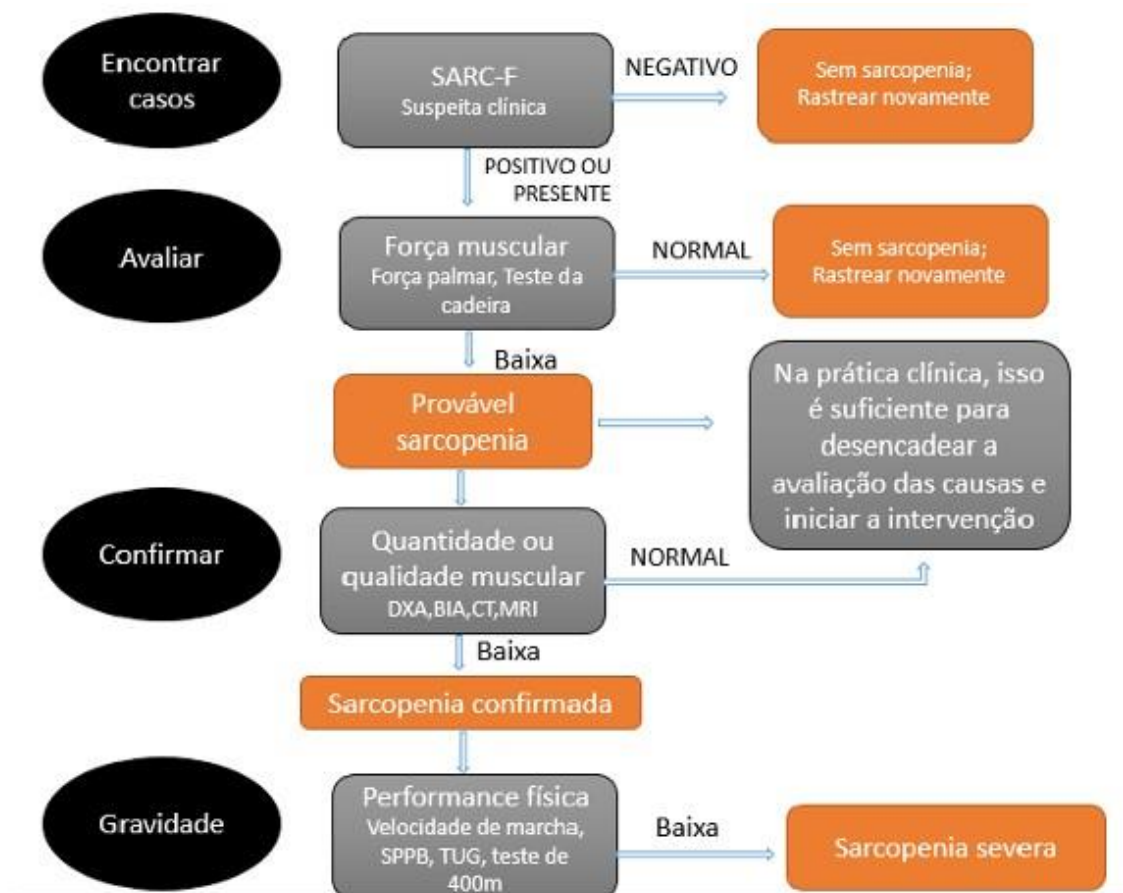 Encontrar
casos
SARC-F
Suspeita clínica
NEGATIVO
Sem sarcopenia;
Rastrear novamente
POSITIVO OU
PRESENTE
Avaliar
Força muscular
Força palmar, Teste da
cadeira
NORMAL
Sem sarcopenia;
Rastrear novamente
Baixa
Provável
sarcopenia
Na prática clínica, isso
é suficiente para
desencadear a
avaliação das causas e
iniciar a intervenção
Confirmar
Quantidade ou
qualidade muscular
DXA,BIA,CT,MRI
NORMAL
Baixa
Sarcopenia confirmada
Gravidade
Performance física
Velocidade de marcha,
SPPB, TUG, teste de
400m
Baixa
Sarcopenia severa